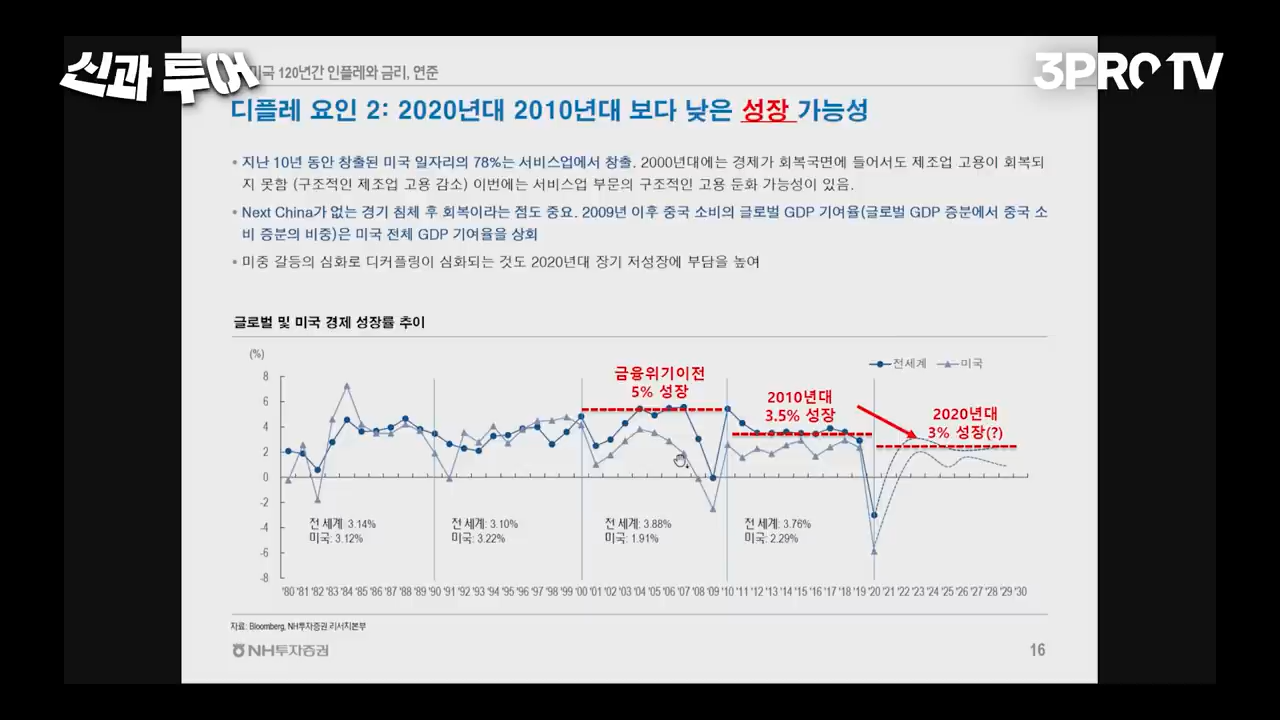 신과 투어
미국 120년간 인플레와 금리, 연준
3PROTV
디플레 요인 2: 2020년대 2010년대 보다 낮은 성장 가능성
• 지난 10년 동안 창출된 미국 일자리의 78%는 서비스업에서 창출. 2000년대에는 경제가 회복국면에 들어서도 제조업 고용이 회복되
지 못함 (구조적인 제조업 고용 감소) 이번에는 서비스업 부문의 구조적인 고용 둔화 가능성이 있음.
• Next China가 없는 경기 침체 후 회복이라는 점도 중요. 2009년 이후 중국 소비의 글로벌 GDP 기여율(글로벌 GDP 증분에서 중국 소
비 증분의 비중)은 미국 전체 GDP 기여율을 상회
• 미중 갈등의 심화로 디커플링이 심화되는 것도 2020년대 장기 저성장에 부담을 높여
글로벌 및 미국 경제 성장률 추이
(%)
전세계 미국
금융위기이전
5% 성장
2010년대
3.5% 성장
2020년대
3% 성장(?)
8
6
4
2
0
-2
-4
-6
-8
전 세계: 3.14%
미국: 3.12%
전 세계: 3.10%
미국: 3.22%
전 세계: 3.88%
미국: 1.91%
전 세계: 3.76%
미국: 2.29%
'80 '81 '82 '83 '84 '85 '86 '87 '88 '89 '90 '91 '92 '93 '94 '95 '96 '97 '98 '99 '00 '01 '02 '03 '04 '05 '06 '07 '08 '09 '10 '11 '12 '13 '14 '15 '16 '17 '18 '19 '20 '21 '22 '23 '24 '25 '26 '27 '28 '29 '30
자료: Bloomberg, NH투자증권 리서치본부
NH투자증권
16